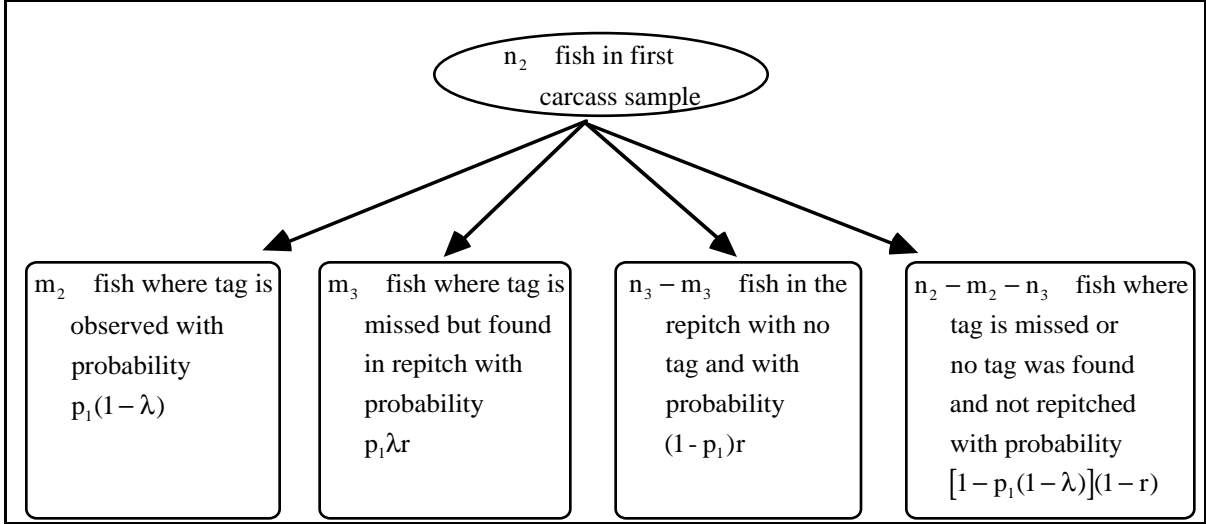 n₂ fish in first
carcass sample
m₂ fish where tag is
observed with
probability
p₁(1 − λ)
m₃ fish where tag is
missed but found
in repitch with
probability
p₁λr
n₃ − m₃ fish in the
repitch with no
tag and with
probability
(1 - p₁)r
n₂ − m₂ − n₃ fish where
tag is missed or
no tag was found
and not repitched
with probability
[1 − p₁(1 − λ)](1 − r)